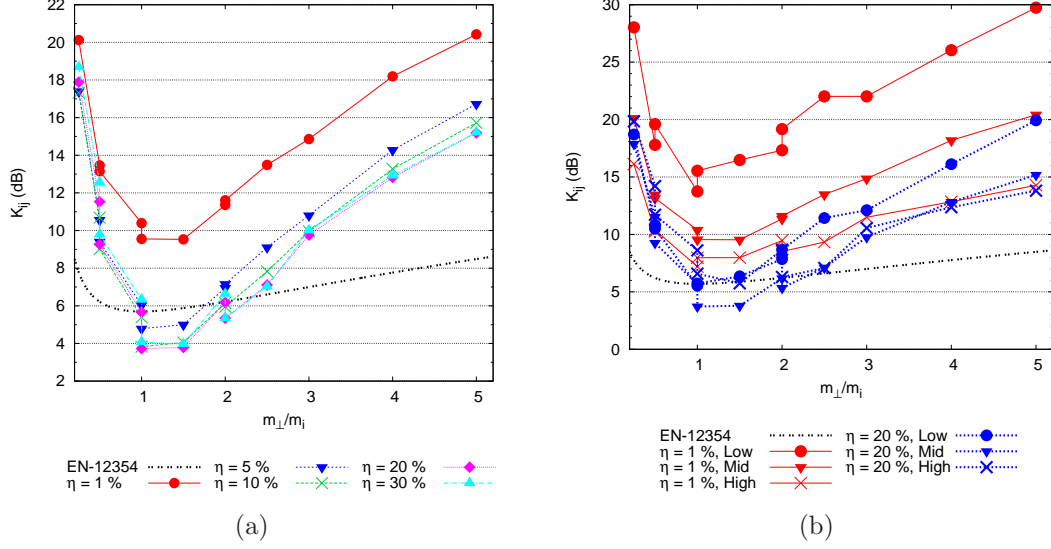 20
18
16
14
12
10
8
6
4
2
K_ij (dB)
1 2 3 4 5
m_⊥/m_i
EN-12354 η = 5 % η = 20 %
η = 1 % η = 10 % η = 30 %
(a)
30
25
20
15
10
5
0
K_ij (dB)
1 2 3 4 5
m_⊥/m_i
EN-12354 η = 20 %, Low
η = 1 %, Low η = 20 %, Mid
η = 1 %, Mid η = 20 %, High
η = 1 %, High
(b)